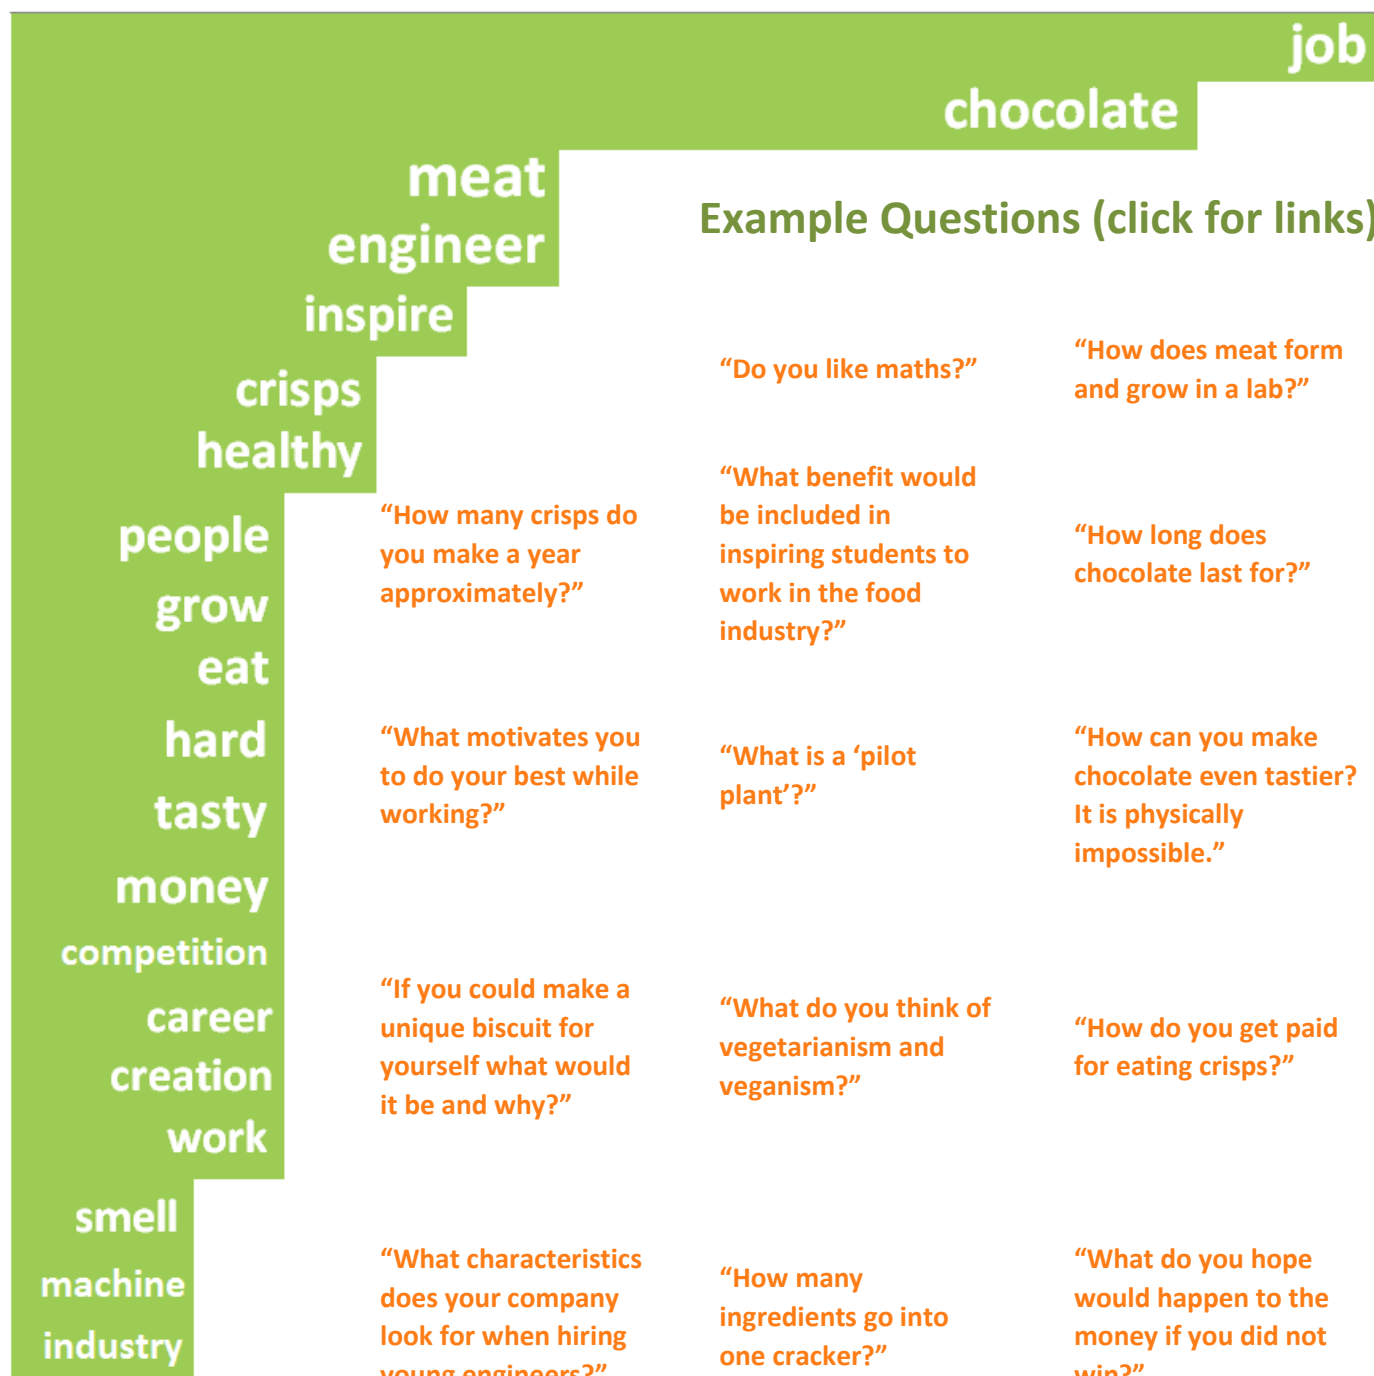 job
chocolate
meat
engineer
inspire
crisps
healthy
people
grow
eat
hard
tasty
money
competition
career
creation
work
smell
machine
industry
Example Questions (click for links)
“Do you like maths?”
“How does meat form
and grow in a lab?”
“How many crisps do
you make a year
approximately?”
“What benefit would
be included in
inspiring students to
work in the food
industry?”
“How long does
chocolate last for?”
“What motivates you
to do your best while
working?”
“What is a ‘pilot
plant’?”
“How can you make
chocolate even tastier?
It is physically
impossible.”
“If you could make a
unique biscuit for
yourself what would
it be and why?”
“What do you think of
vegetarianism and
veganism?”
“How do you get paid
for eating crisps?”
“What characteristics
does your company
look for when hiring
young engineers?”
“How many
ingredients go into
one cracker?”
“What do you hope
would happen to the
money if you did not
win?”